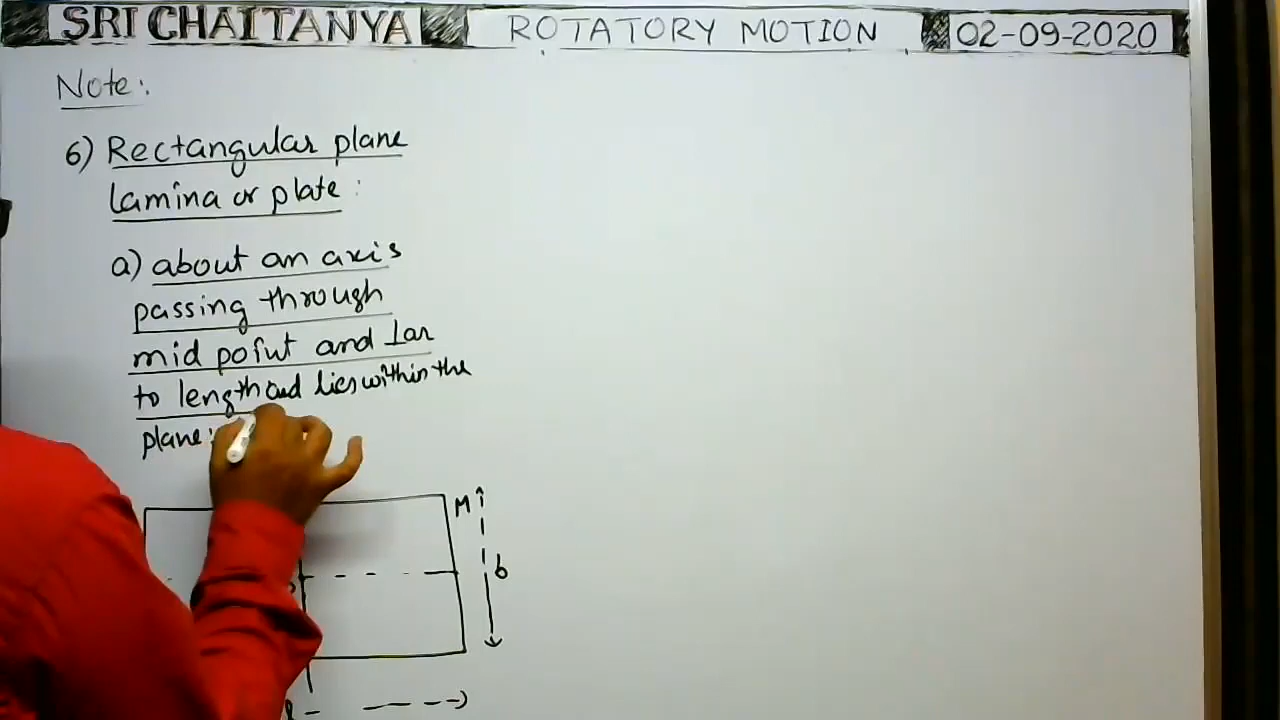 SRI CHAITANYA ROTATORY MOTION 02-09-2020
Note:
6) Rectangular plane
lamina or plate:
a) about an axis
passing through
mid point and ⊥ar
to length and lies within the
plane:
M
b
l